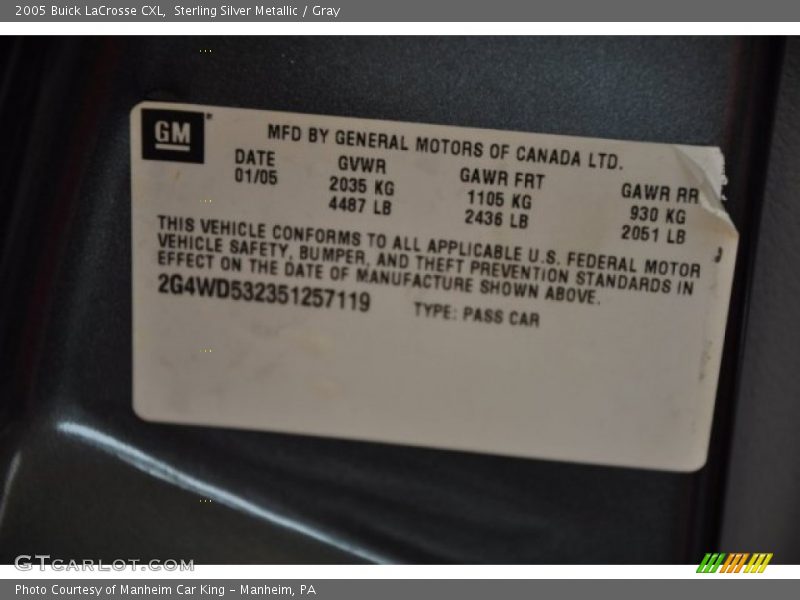 2005 Buick LaCrosse CXL,  Sterling Silver Metallic / Gray
GM
MFD BY GENERAL MOTORS OF CANADA LTD.
DATE GVWR GAWR FRT GAWR RR
01/05 2035 KG 1105 KG 930 KG
4487 LB 2436 LB 2051 LB
THIS VEHICLE CONFORMS TO ALL APPLICABLE U.S. FEDERAL MOTOR
VEHICLE SAFETY, BUMPER, AND THEFT PREVENTION STANDARDS IN
EFFECT ON THE DATE OF MANUFACTURE SHOWN ABOVE.
2G4WD532351257119 TYPE: PASS CAR
GTcarlot.com
Photo Courtesy of Manheim Car King - Manheim, PA